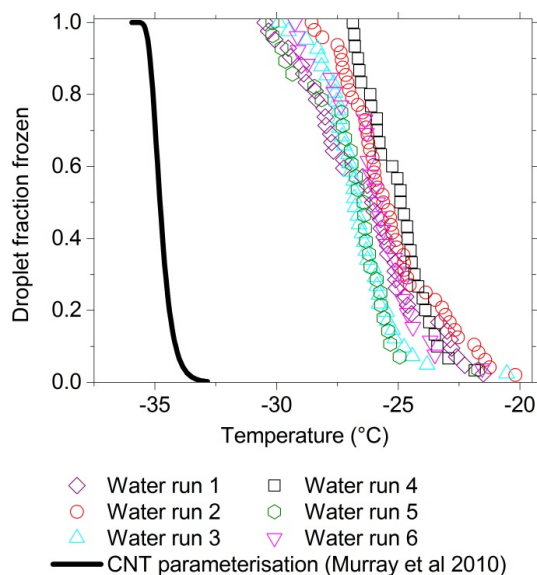 1.0
0.8
0.6
0.4
0.2
0.0
Droplet fraction frozen
-35
-30
-25
-20
Temperature (°C)
Water run 1
Water run 4
Water run 2
Water run 5
Water run 3
Water run 6
CNT parameterisation (Murray et al 2010)